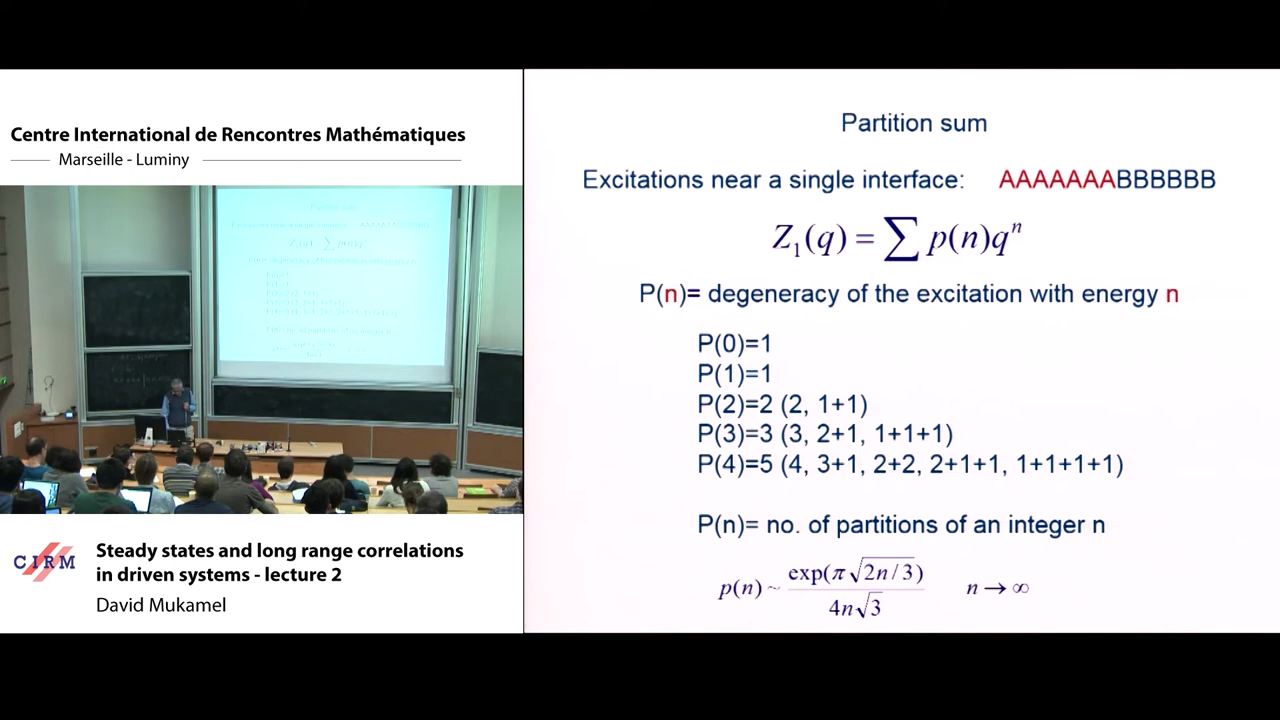 Centre International de Rencontres Mathématiques
Marseille - Luminy
CIRM
Steady states and long range correlations
in driven systems - lecture 2
David Mukamel
Partition sum
Excitations near a single interface: AAAAAAABBBBBB
Z₁(q) = ∑ p(n)qⁿ
P(n)= degeneracy of the excitation with energy n
P(0)=1
P(1)=1
P(2)=2 (2, 1+1)
P(3)=3 (3, 2+1, 1+1+1)
P(4)=5 (4, 3+1, 2+2, 2+1+1, 1+1+1+1)
P(n)= no. of partitions of an integer n
p(n) ~ exp(π√(2n/3)) / 4n√3 n → ∞